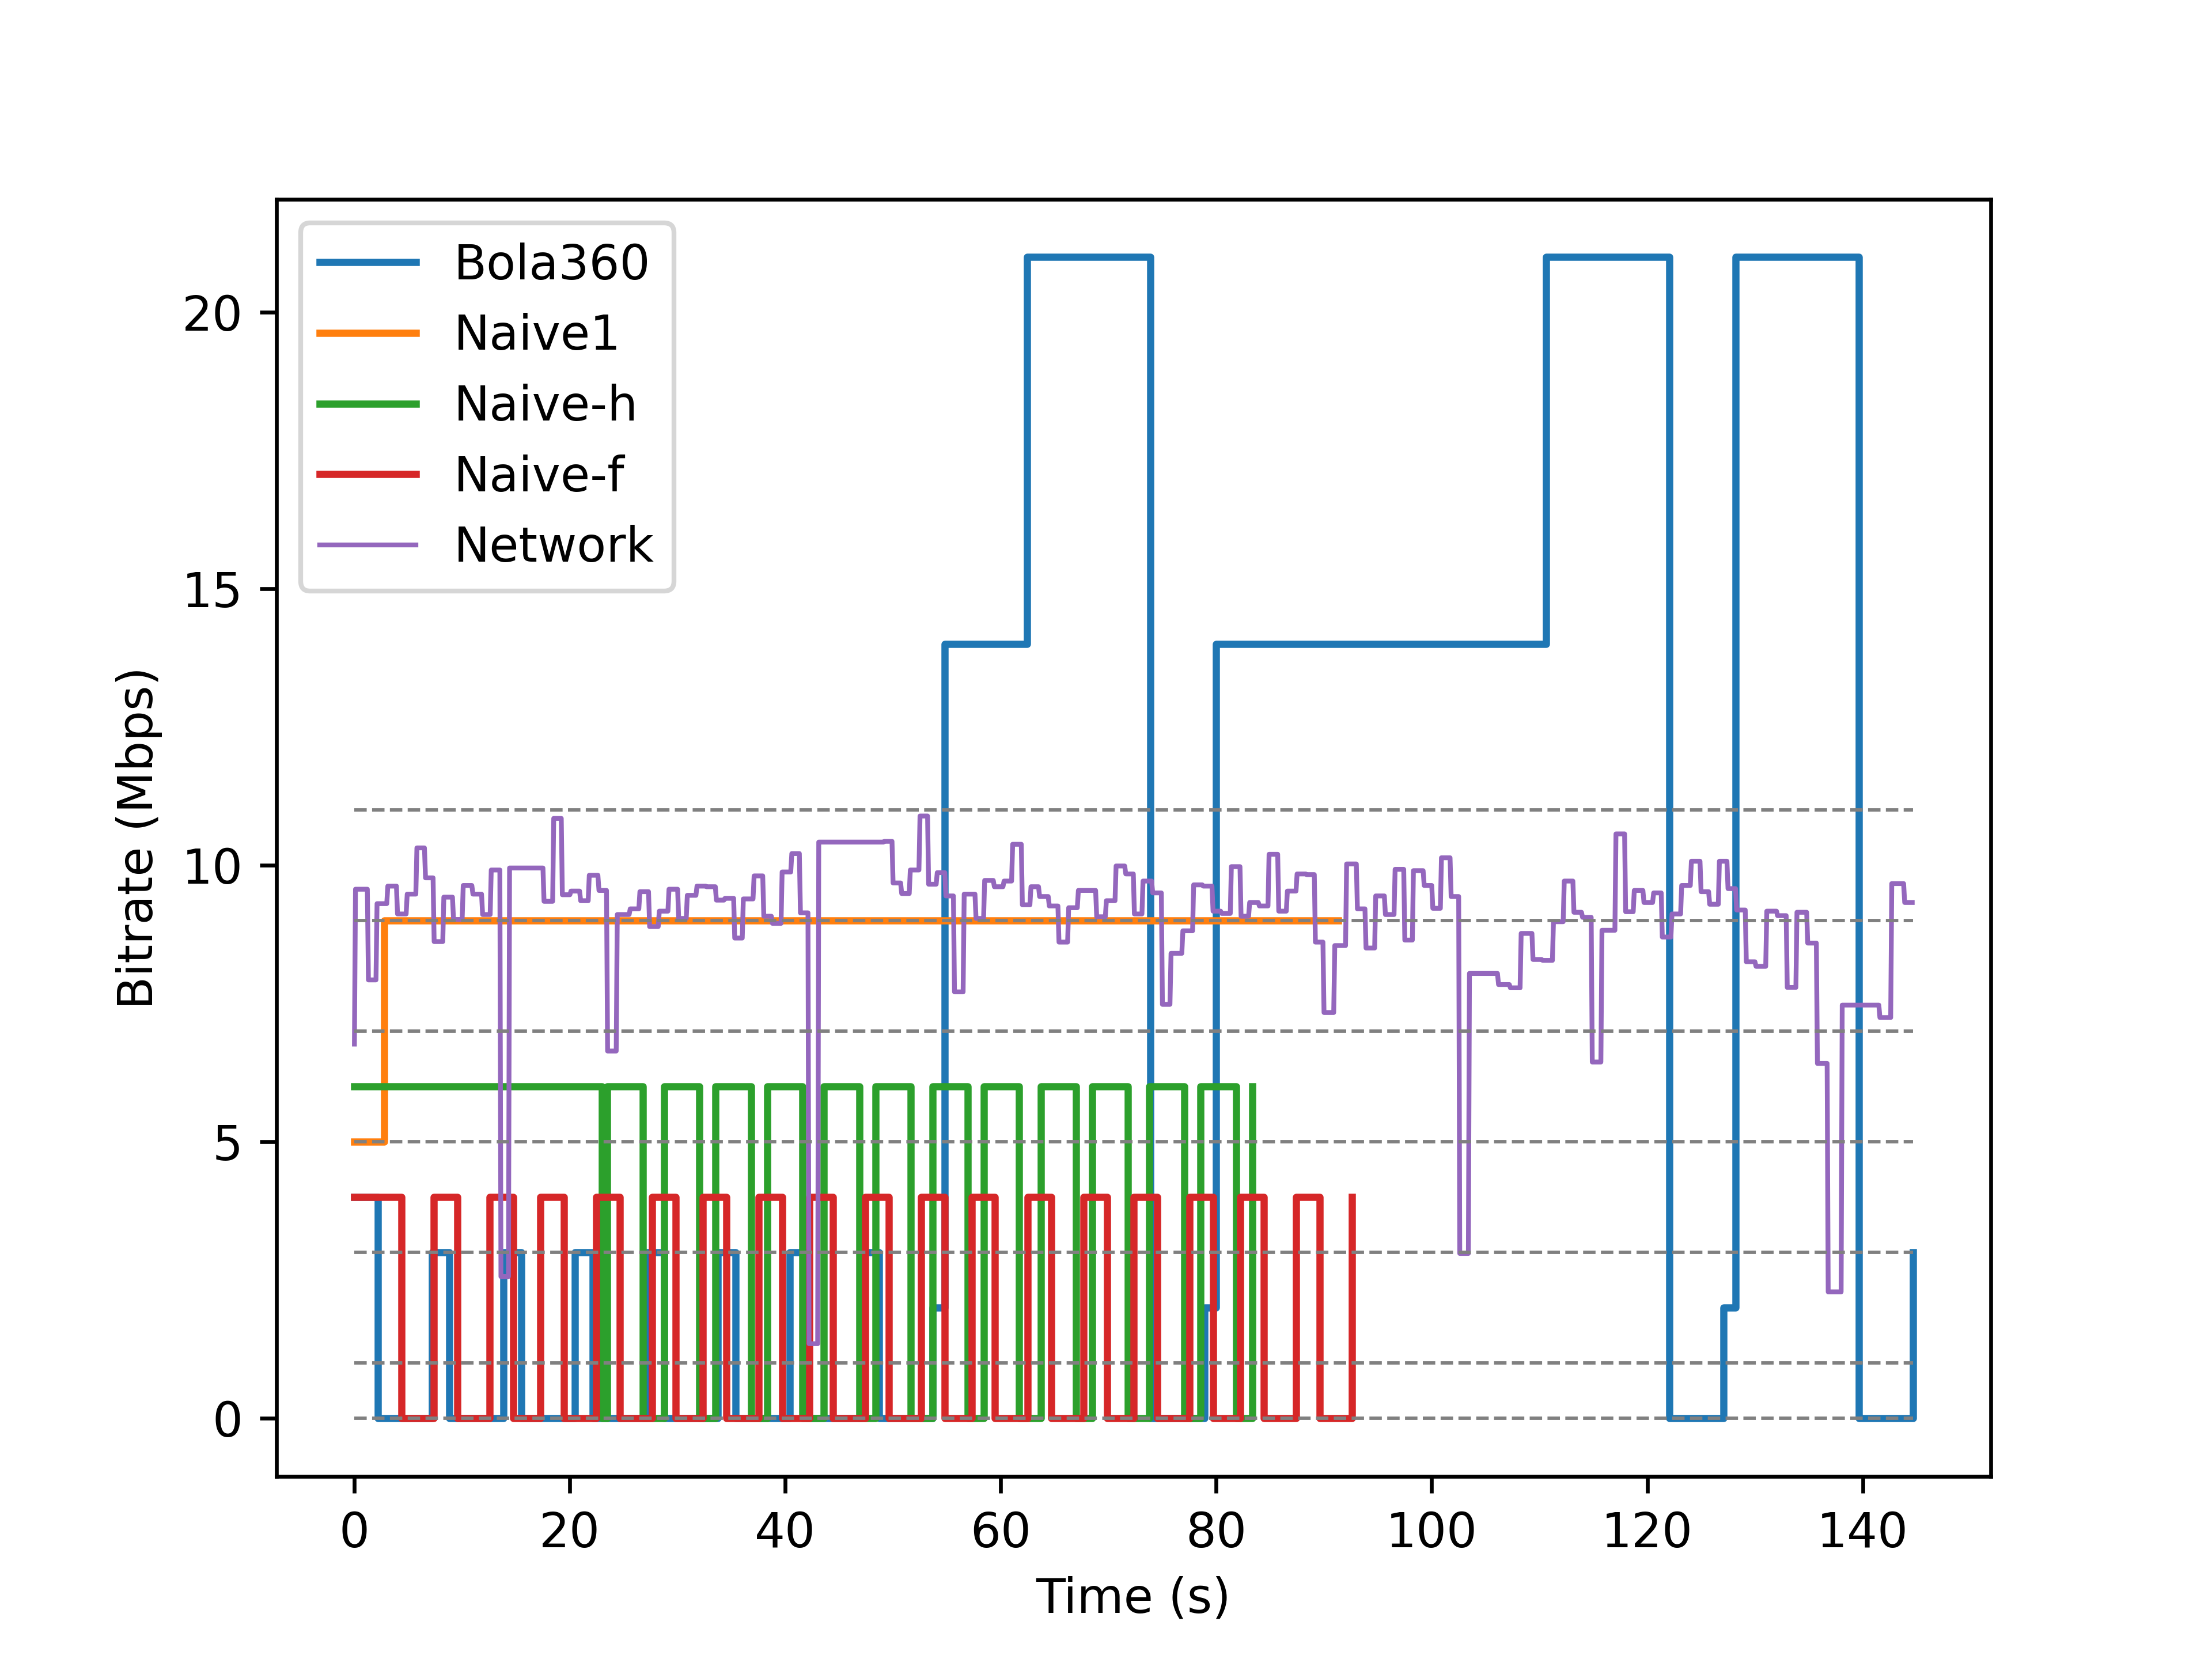 Bola360
Naive1
Naive-h
Naive-f
Network
20
15
10
5
0
Bitrate (Mbps)
0 20 40 60 80 100 120 140
Time (s)